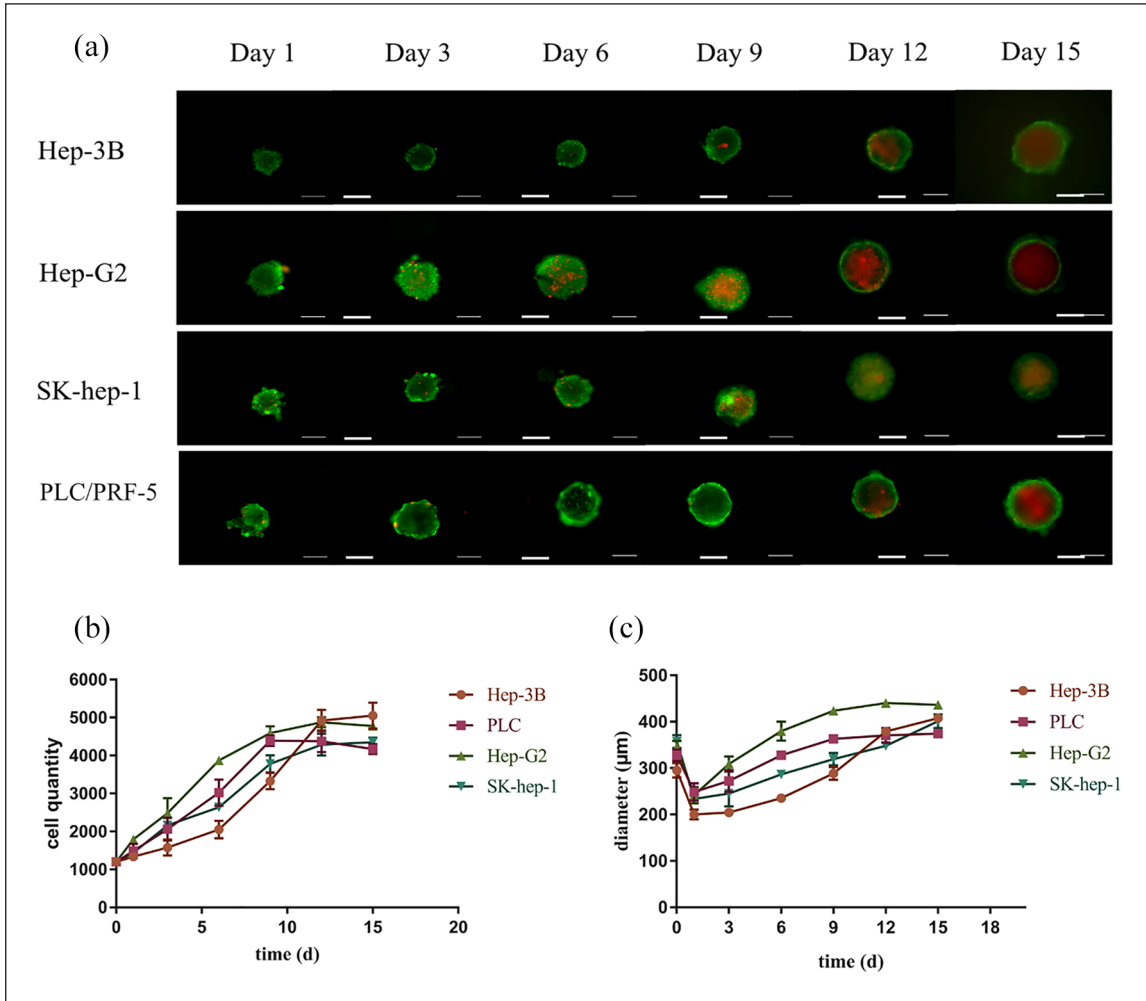 (a)
Day 1 Day 3 Day 6 Day 9 Day 12 Day 15
Hep-3B
Hep-G2
SK-hep-1
PLC/PRF-5
(b)
6000
5000
4000
3000
2000
1000
0
cell quantity
0 5 10 15 20
time (d)
Hep-3B
PLC
Hep-G2
SK-hep-1
(c)
500
400
300
200
100
0
diameter (μm)
0 3 6 9 12 15 18
time (d)
Hep-3B
PLC
Hep-G2
SK-hep-1